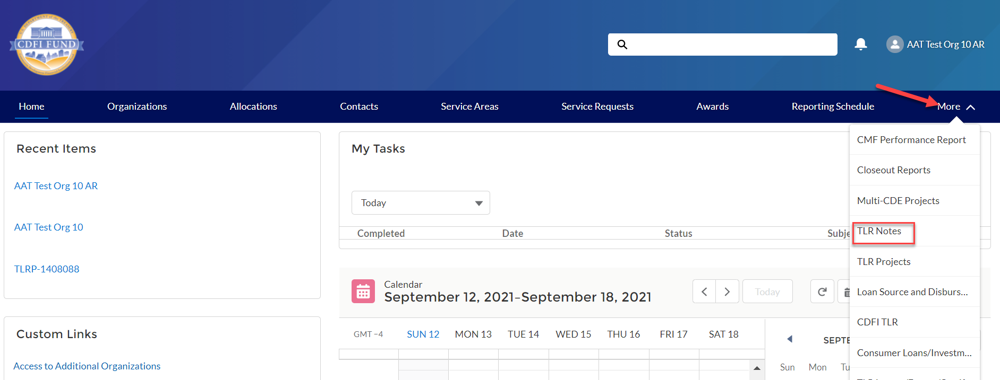 CDFI FUND
AAT Test Org 10 AR
Home
Organizations
Allocations
Contacts
Service Areas
Service Requests
Awards
Reporting Schedule
More
CMF Performance Report
Closeout Reports
Multi-CDE Projects
TLR Notes
TLR Projects
Loan Source and Disburs...
CDFI TLR
Consumer Loans/Investm...
Recent Items
AAT Test Org 10 AR
AAT Test Org 10
TLRP-1408088
Custom Links
Access to Additional Organizations
My Tasks
Today
Completed
Date
Status
Subje
Calendar
September 12, 2021–September 18, 2021
Today
GMT −4
SUN 12
MON 13
TUE 14
WED 15
THU 16
FRI 17
SAT 18
SEPTE
Sun
Mon
Tu